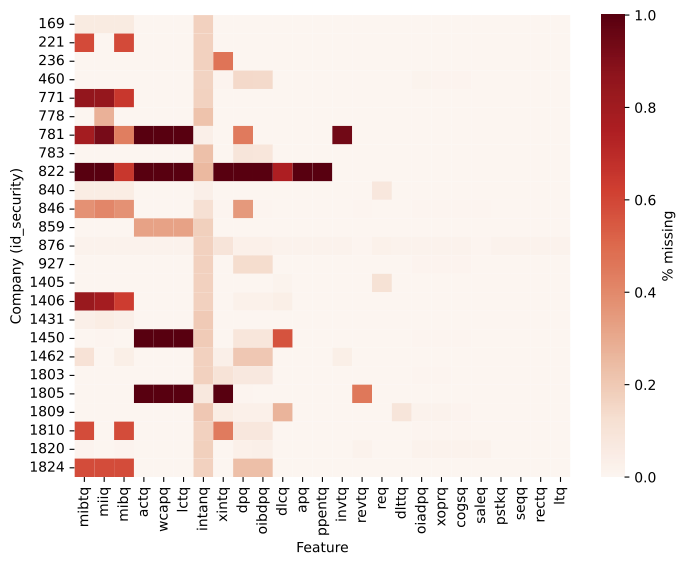 Company (id_security)
169
221
236
460
771
778
781
783
822
840
846
859
876
927
1405
1406
1431
1450
1462
1803
1805
1809
1810
1820
1824
mibtq
miiq
mibq
actq
wcapq
lctq
intanq
xintq
dpq
oibdpq
dlcq
apq
ppentq
invtq
revtq
req
dlttq
oiadpq
xoprq
cogsq
saleq
pstkq
seqq
rectq
ltq
Feature
1.0
0.8
0.6
0.4
0.2
0.0
% missing